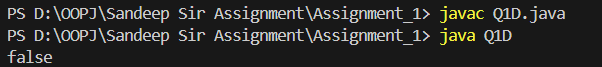 PS D:\OOPJ\Sandeep Sir Assignment\Assignment_1> javac Q1D.java
PS D:\OOPJ\Sandeep Sir Assignment\Assignment_1> java Q1D
false